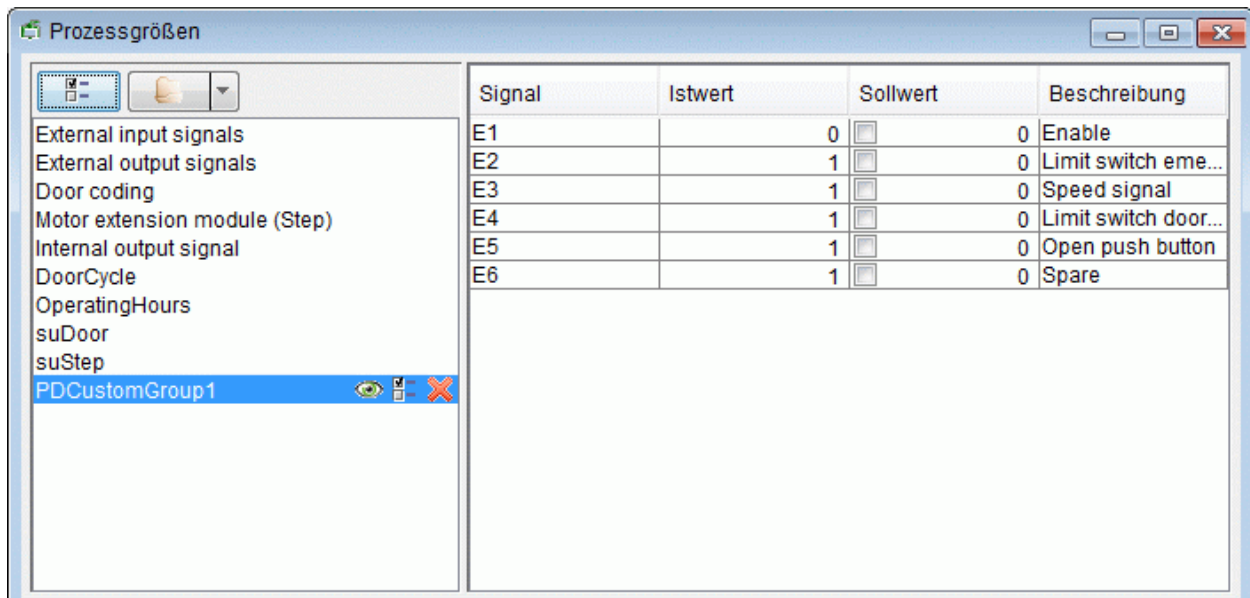 Prozessgrößen
External input signals
External output signals
Door coding
Motor extension module (Step)
Internal output signal
DoorCycle
OperatingHours
suDoor
suStep
PDCustomGroup1
Signal Istwert Sollwert Beschreibung
E1 0 0 Enable
E2 1 0 Limit switch eme...
E3 1 0 Speed signal
E4 1 0 Limit switch door...
E5 1 0 Open push button
E6 1 0 Spare